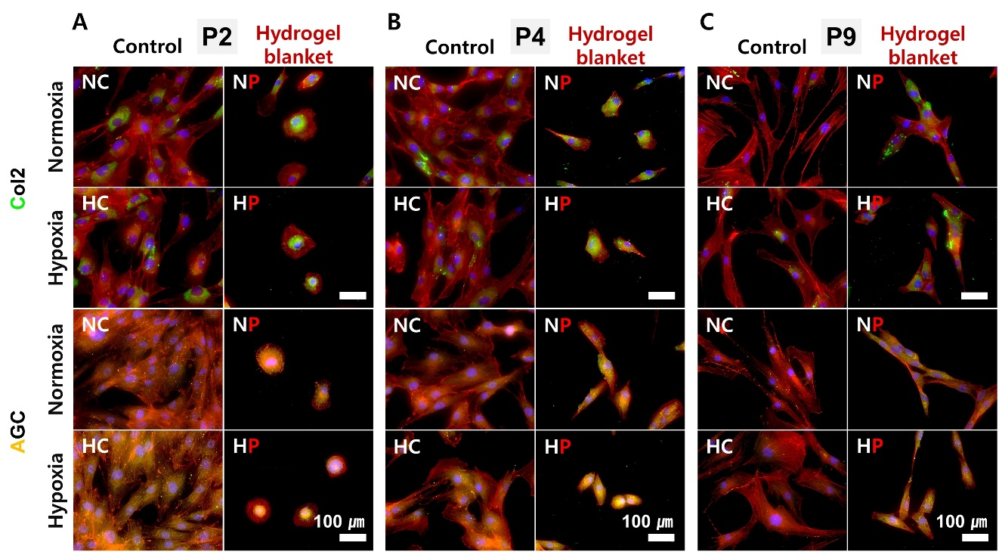 A
Control
P2
Hydrogel
blanket
B
Control
P4
Hydrogel
blanket
C
Control
P9
Hydrogel
blanket
Col2
Normoxia
NC
NP
NC
NP
NC
NP
Hypoxia
HC
HP
HC
HP
HC
HP
AGC
Normoxia
NC
NP
NC
NP
NC
NP
Hypoxia
HC
HP
100 μm
HC
HP
100 μm
HC
HP
100 μm